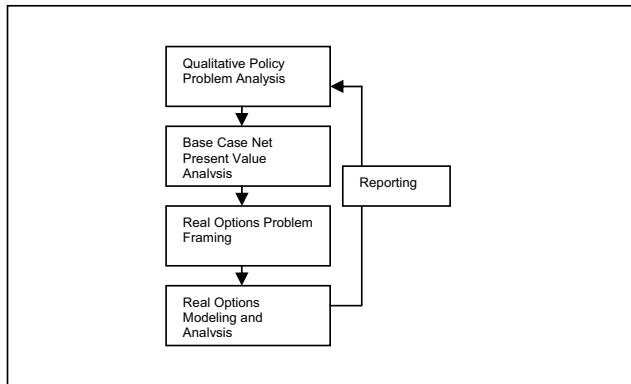 Qualitative Policy
Problem Analysis
Base Case Net
Present Value
Analysis
Reporting
Real Options Problem
Framing
Real Options
Modeling and
Analysis